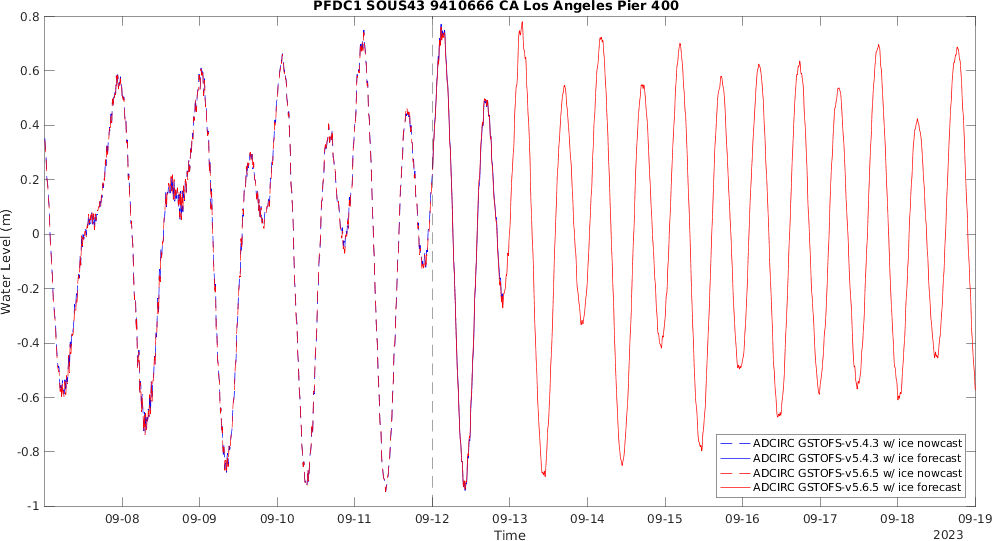 PFDC1 SOUS43 9410666 CA Los Angeles Pier 400
0.8
0.6
0.4
0.2
0
-0.2
-0.4
-0.6
-0.8
-1
Water Level (m)
ADCIRC GSTOFS-v5.4.3 w/ ice nowcast
ADCIRC GSTOFS-v5.4.3 w/ ice forecast
ADCIRC GSTOFS-v5.6.5 w/ ice nowcast
ADCIRC GSTOFS-v5.6.5 w/ ice forecast
09-08 09-09 09-10 09-11 09-12 09-13 09-14 09-15 09-16 09-17 09-18 09-19
Time
2023